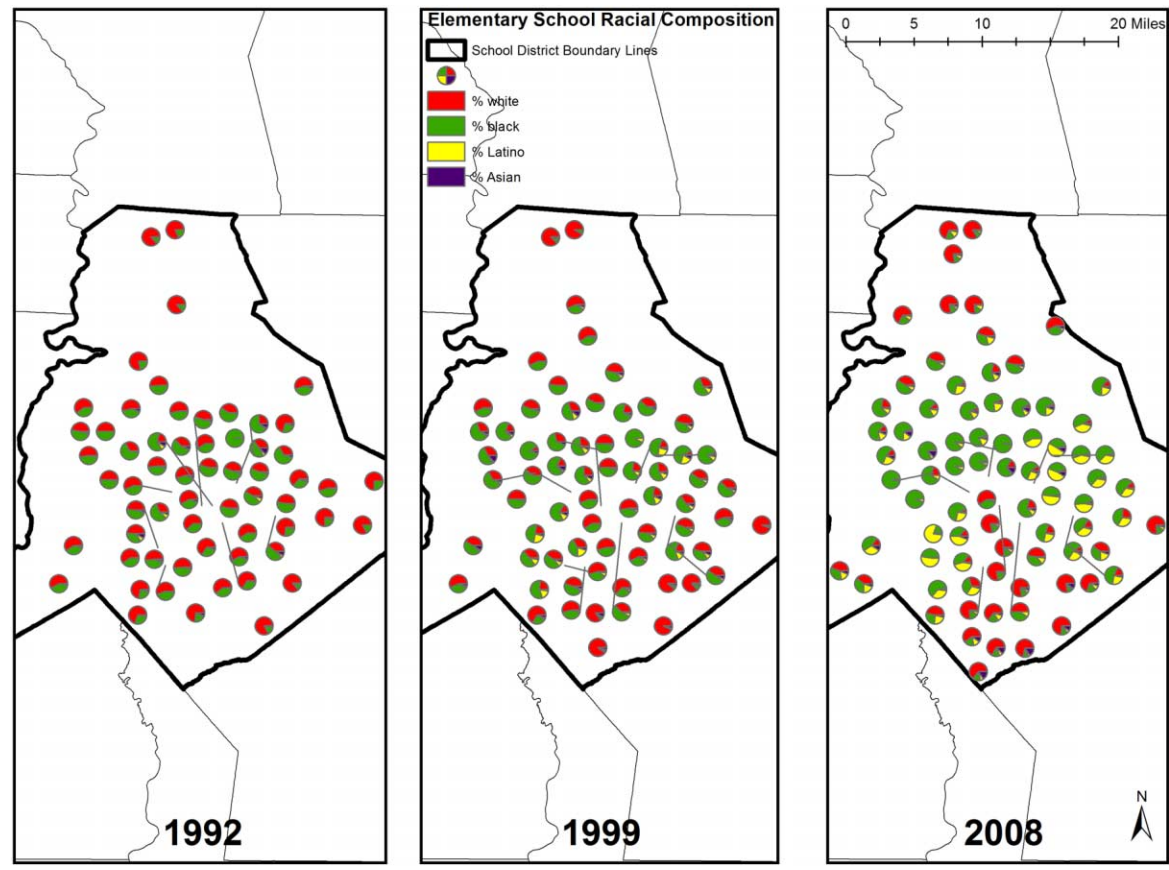 Elementary School Racial Composition
School District Boundary Lines
% white
% black
% Latino
% Asian
0 5 10 20 Miles
N
1992
1999
2008